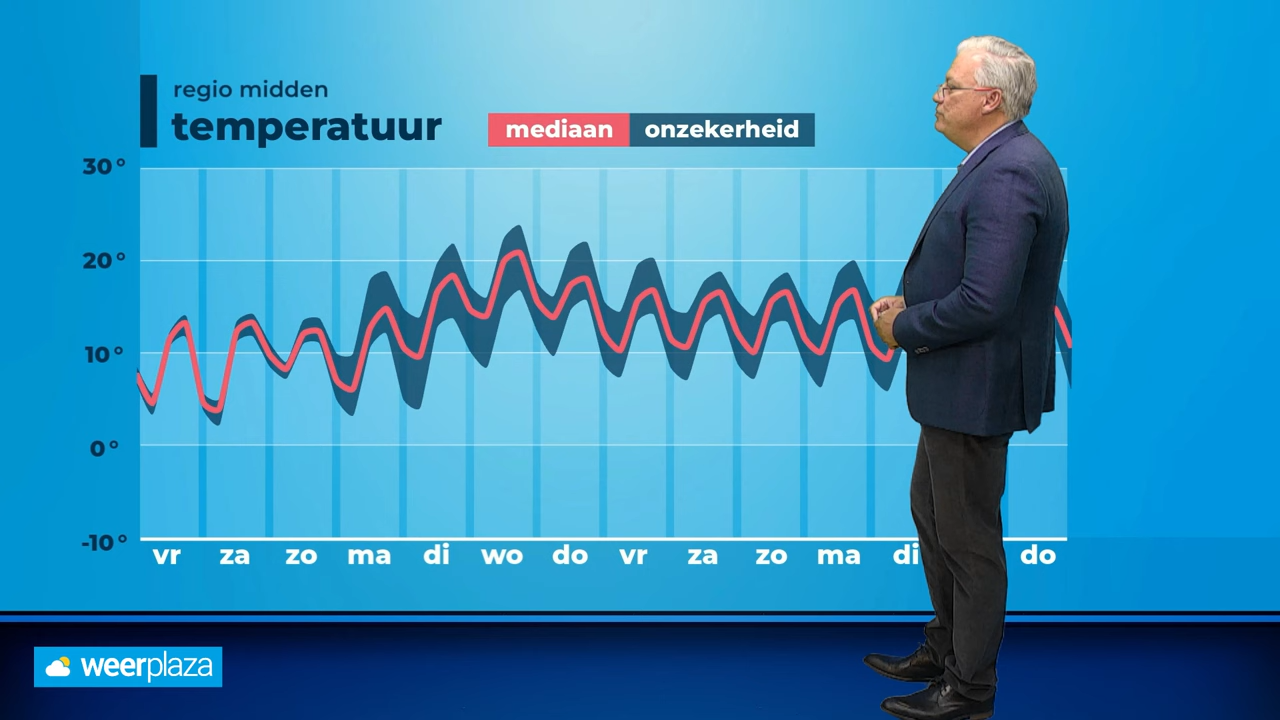 regio midden
temperatuur
mediaan onzekerheid
30°
20°
10°
0°
-10°
vr za zo ma di wo do vr za zo ma di do
weerplaza